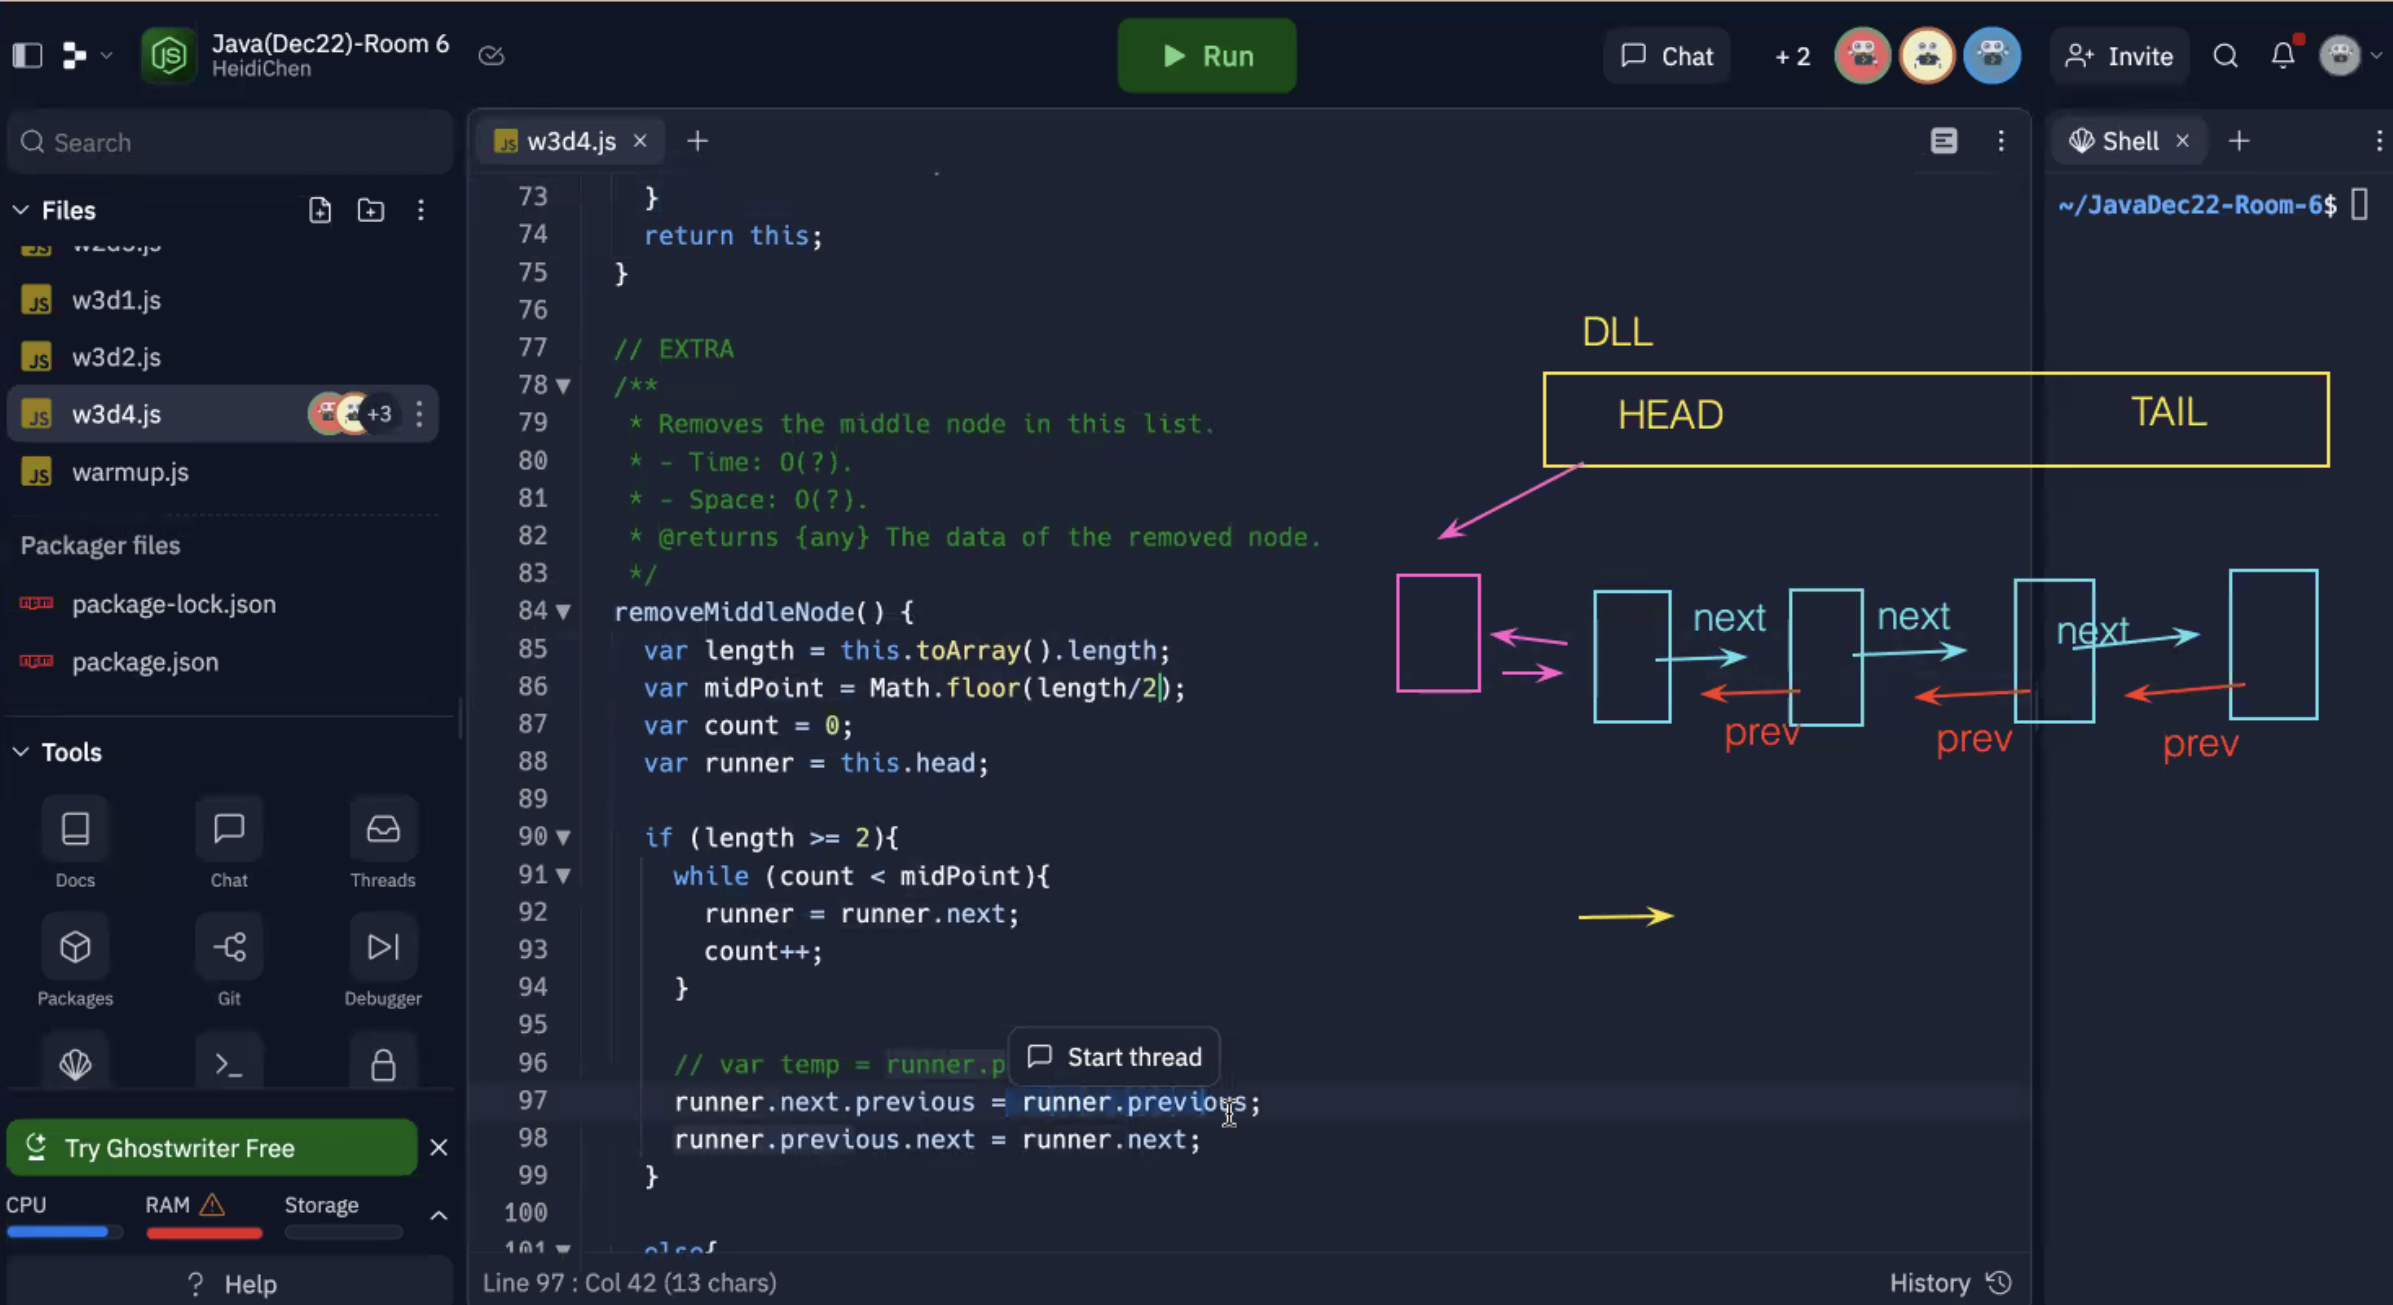 Java(Dec22)-Room 6
HeidiChen
Run
Chat
+ 2
Invite
Search
Files
w3d1.js
w3d2.js
w3d4.js
+3
warmup.js
Packager files
package-lock.json
package.json
Tools
Docs
Chat
Threads
Packages
Git
Debugger
Try Ghostwriter Free
CPU
RAM
Storage
? Help
w3d4.js
73 }
74 return this;
75 }
76
77 // EXTRA
78 /**
79 * Removes the middle node in this list.
80 * - Time: O(?).
81 * - Space: O(?).
82 * @returns {any} The data of the removed node.
83 */
84 removeMiddleNode() {
85 var length = this.toArray().length;
86 var midPoint = Math.floor(length/2);
87 var count = 0;
88 var runner = this.head;
89
90 if (length >= 2){
91 while (count < midPoint){
92 runner = runner.next;
93 count++;
94 }
95
96 // var temp = runner.p
Start thread
97 runner.next.previous = runner.previous;
98 runner.previous.next = runner.next;
99 }
100
101 else{
Line 97 : Col 42 (13 chars)
History
DLL
HEAD
TAIL
next
next
next
prev
prev
prev
Shell
~/JavaDec22-Room-6$